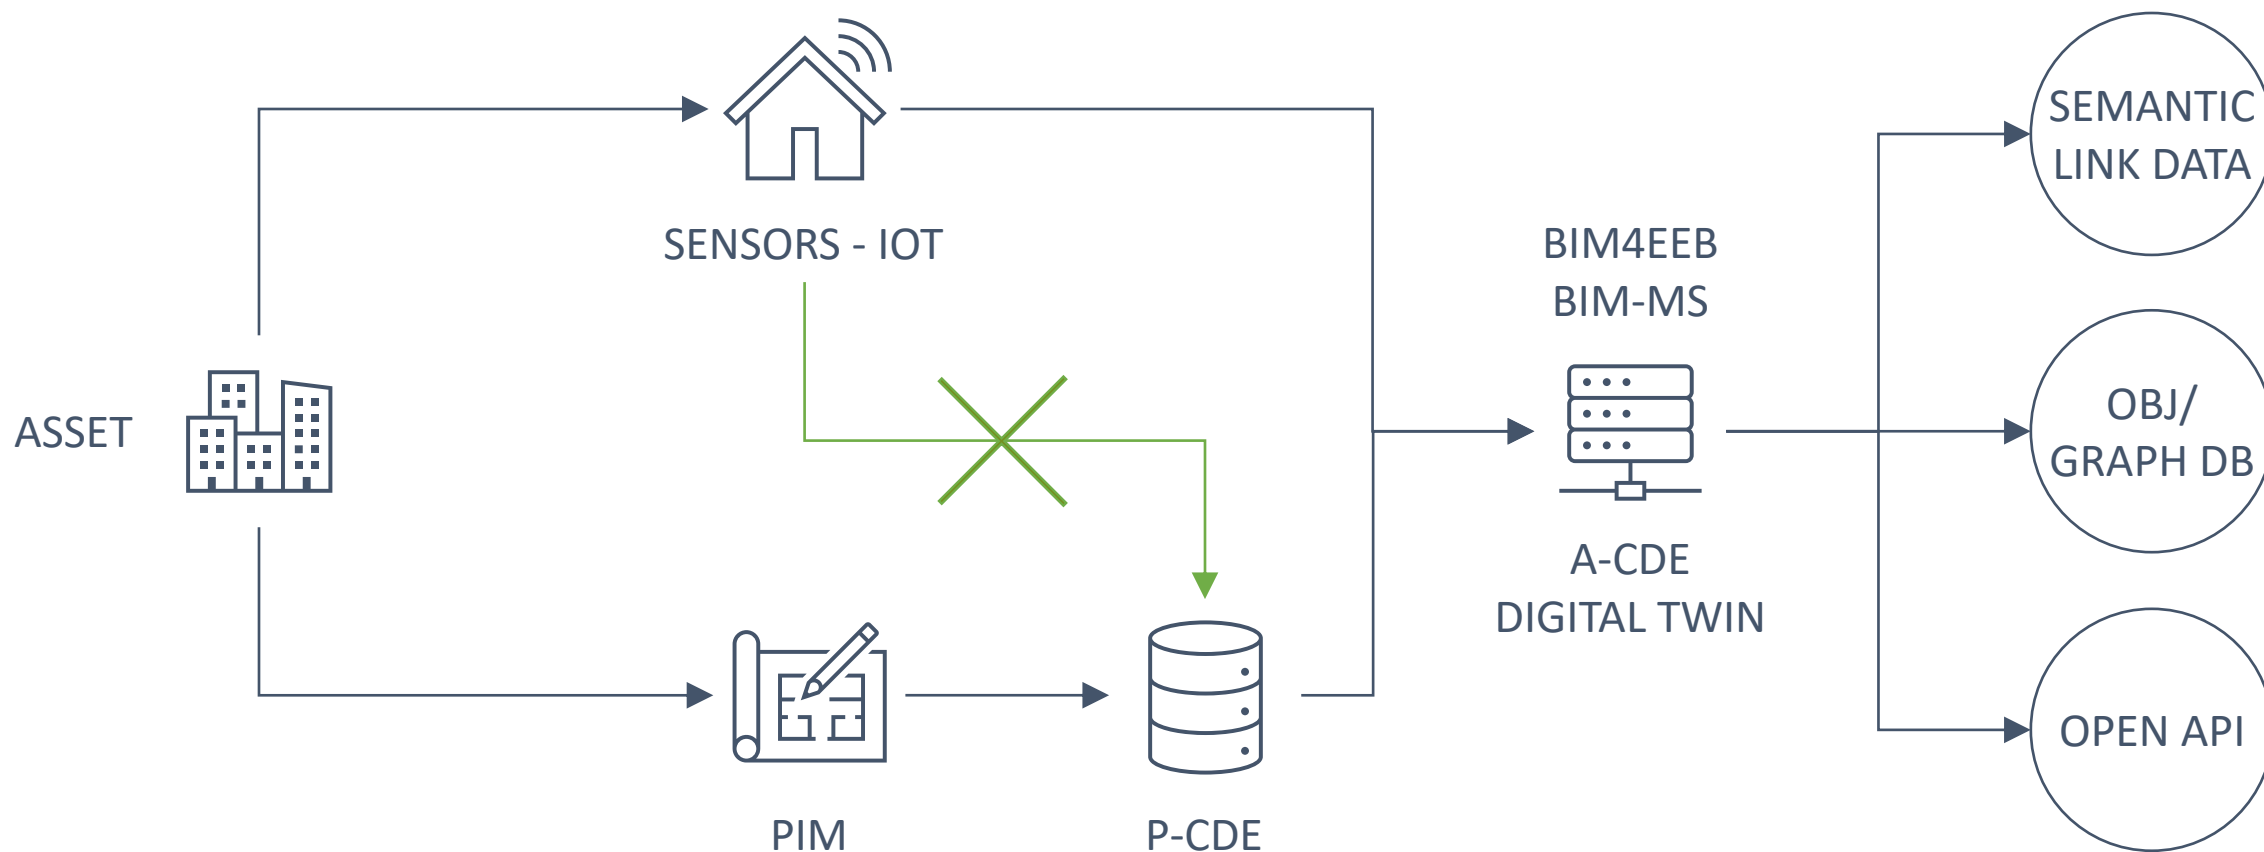 ASSET
SENSORS - IOT
PIM
P-CDE
BIM4EEB
BIM-MS
A-CDE
DIGITAL TWIN
SEMANTIC
LINK DATA
OBJ/
GRAPH DB
OPEN API